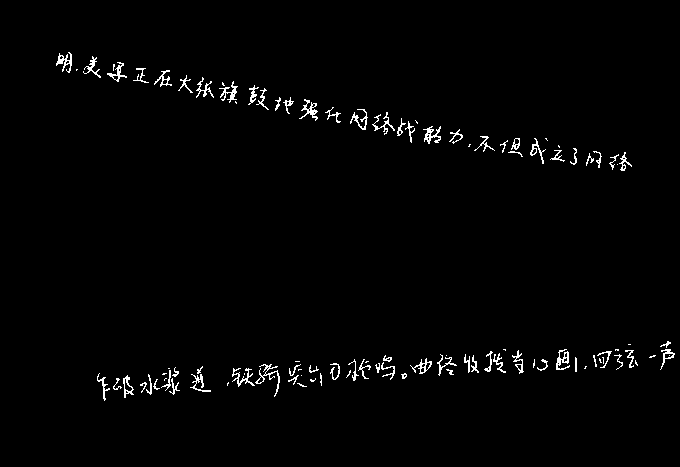 明,美军正在大纸旗鼓地强化网络战能力,不但成立了网络
乍破水浆迸,铁骑突出刀枪鸣。曲终收拨当心画,四弦一声